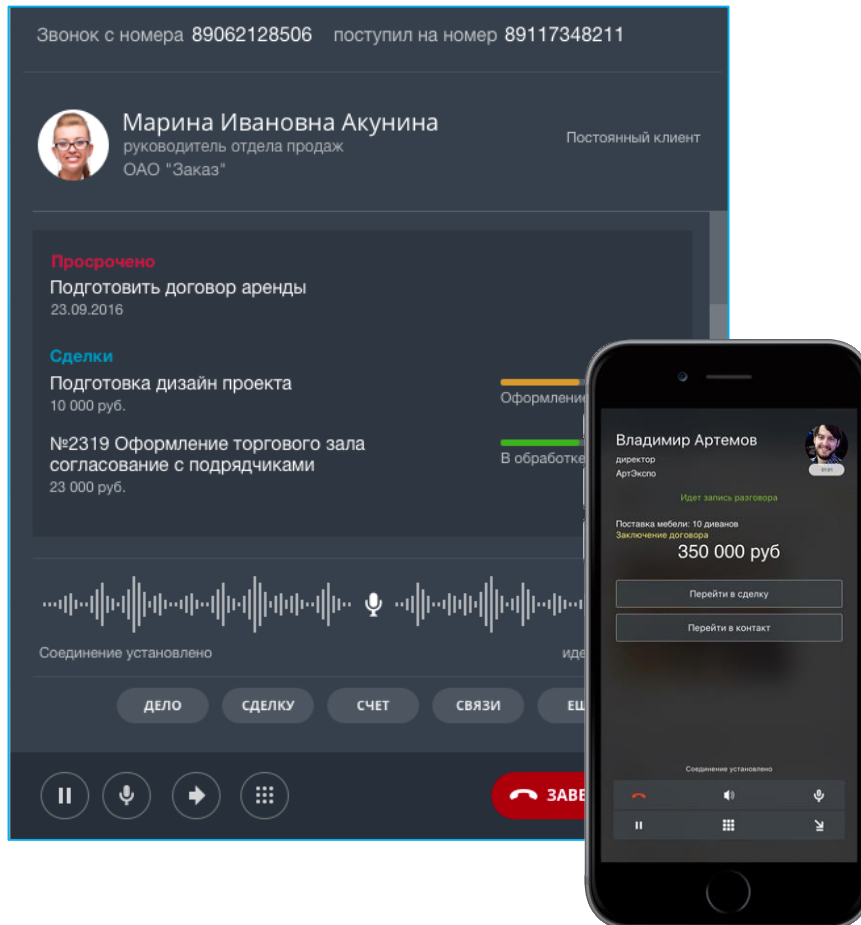 Звонок с номера 89062128506 поступил на номер 89117348211
Марина Ивановна Акунина
руководитель отдела продаж
ОАО "Заказ"
Постоянный клиент
Просрочено
Подготовить договор аренды
23.09.2016
Сделки
Подготовка дизайн проекта
10 000 руб.
Оформление
№2319 Оформление торгового зала
согласование с подрядчиками
23 000 руб.
В обработке
Соединение установлено
иде
ДЕЛО СДЕЛКУ СЧЕТ СВЯЗИ ЕЩ
ЗАВЕ
Владимир Артемов
директор
АртЭкспо
Идет запись разговора
Поставка мебели: 10 диванов
Заключение договора
350 000 руб
Перейти в сделку
Перейти в контакт
Соединение установлено